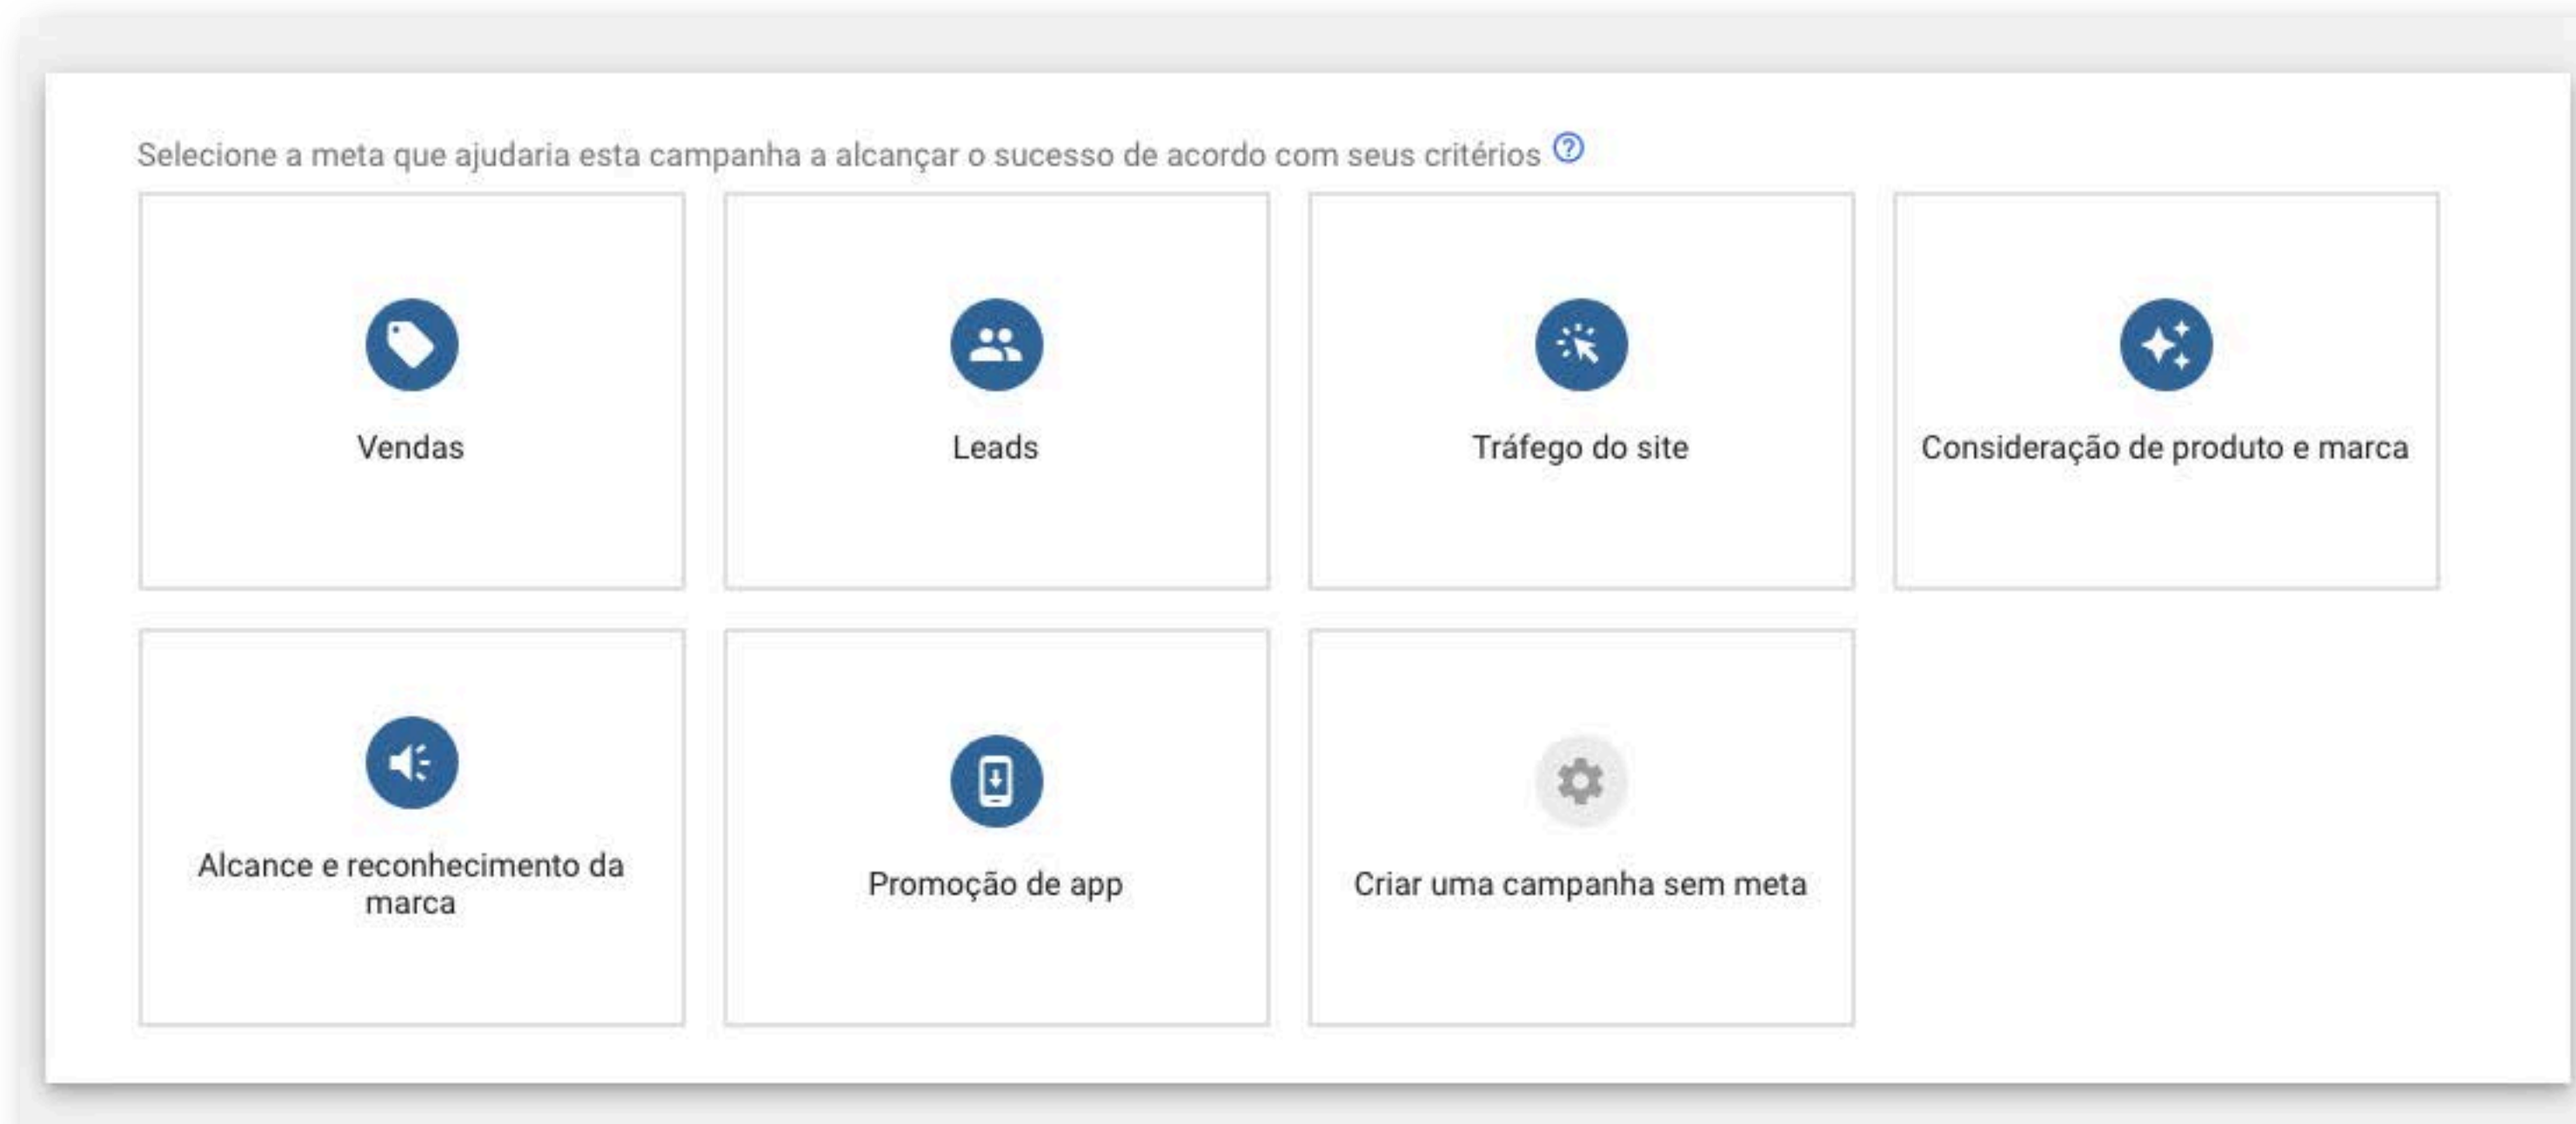 Selecione a meta que ajudaria esta campanha a alcançar o sucesso de acordo com seus critérios ?
Vendas
Leads
Tráfego do site
Consideração de produto e marca
Alcance e reconhecimento da
marca
Promoção de app
Criar uma campanha sem meta